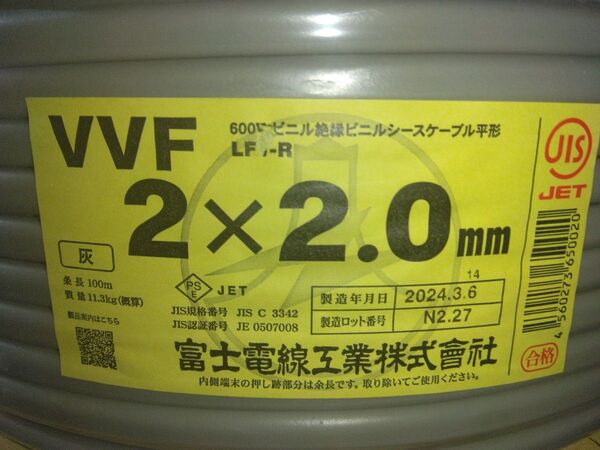 VVF
600V ビニル絶縁ビニルシースケーブル平形
2×2.0mm
灰
条長 100m
質量 11.3kg(概算)
製品案内はこちら
PS
E
JET
JIS規格番号 JIS C 3342
JIS認証番号 JE 0507008
14
製造年月日 2024.3.6
製造ロット番号 N2.27
富士電線工業株式會社
内側端末の押し跡部分は余長です。取り除いてご使用ください。
JIS
JET
4 560273 650020
合格